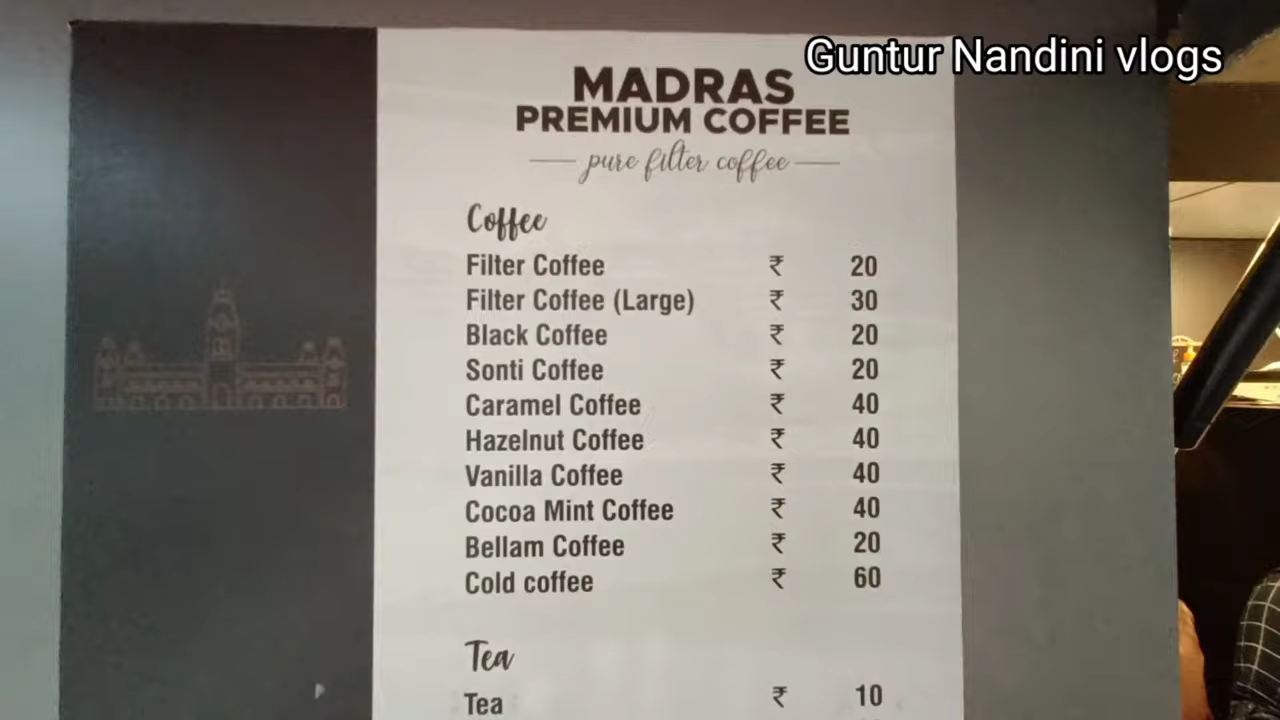 Guntur Nandini vlogs
MADRAS
PREMIUM COFFEE
pure filter coffee
Coffee
Filter Coffee ₹ 20
Filter Coffee (Large) ₹ 30
Black Coffee ₹ 20
Sonti Coffee ₹ 20
Caramel Coffee ₹ 40
Hazelnut Coffee ₹ 40
Vanilla Coffee ₹ 40
Cocoa Mint Coffee ₹ 40
Bellam Coffee ₹ 20
Cold coffee ₹ 60
Tea
Tea ₹ 10